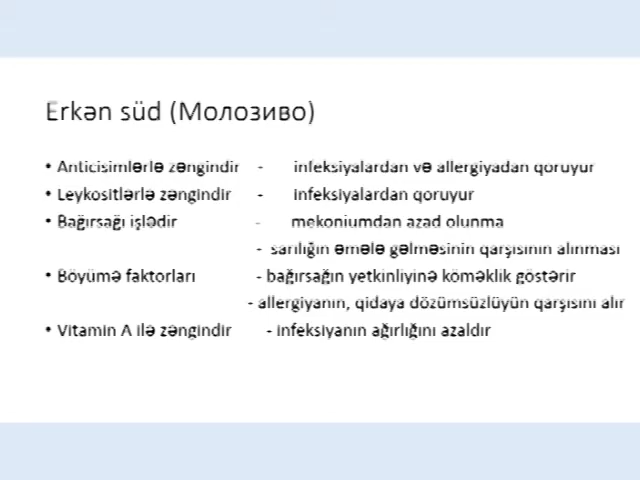 Erkən süd (Молозиво)
• Anticisimlərlə zəngindir - infeksiyalardan və allergiyadan qoruyur
• Leykositlərlə zəngindir - infeksiyalardan qoruyur
• Bağırsağı işlədir - mekoniumdan azad olunma
- sarılığın əmələ gəlməsinin qarşısının alınması
• Böyümə faktorları - bağırsağın yetkinliyinə köməklik göstərir
- allergiyanın, qidaya dözümsüzlüyün qarşısını alır
• Vitamin A ilə zəngindir - infeksiyanın ağırlığını azaldır